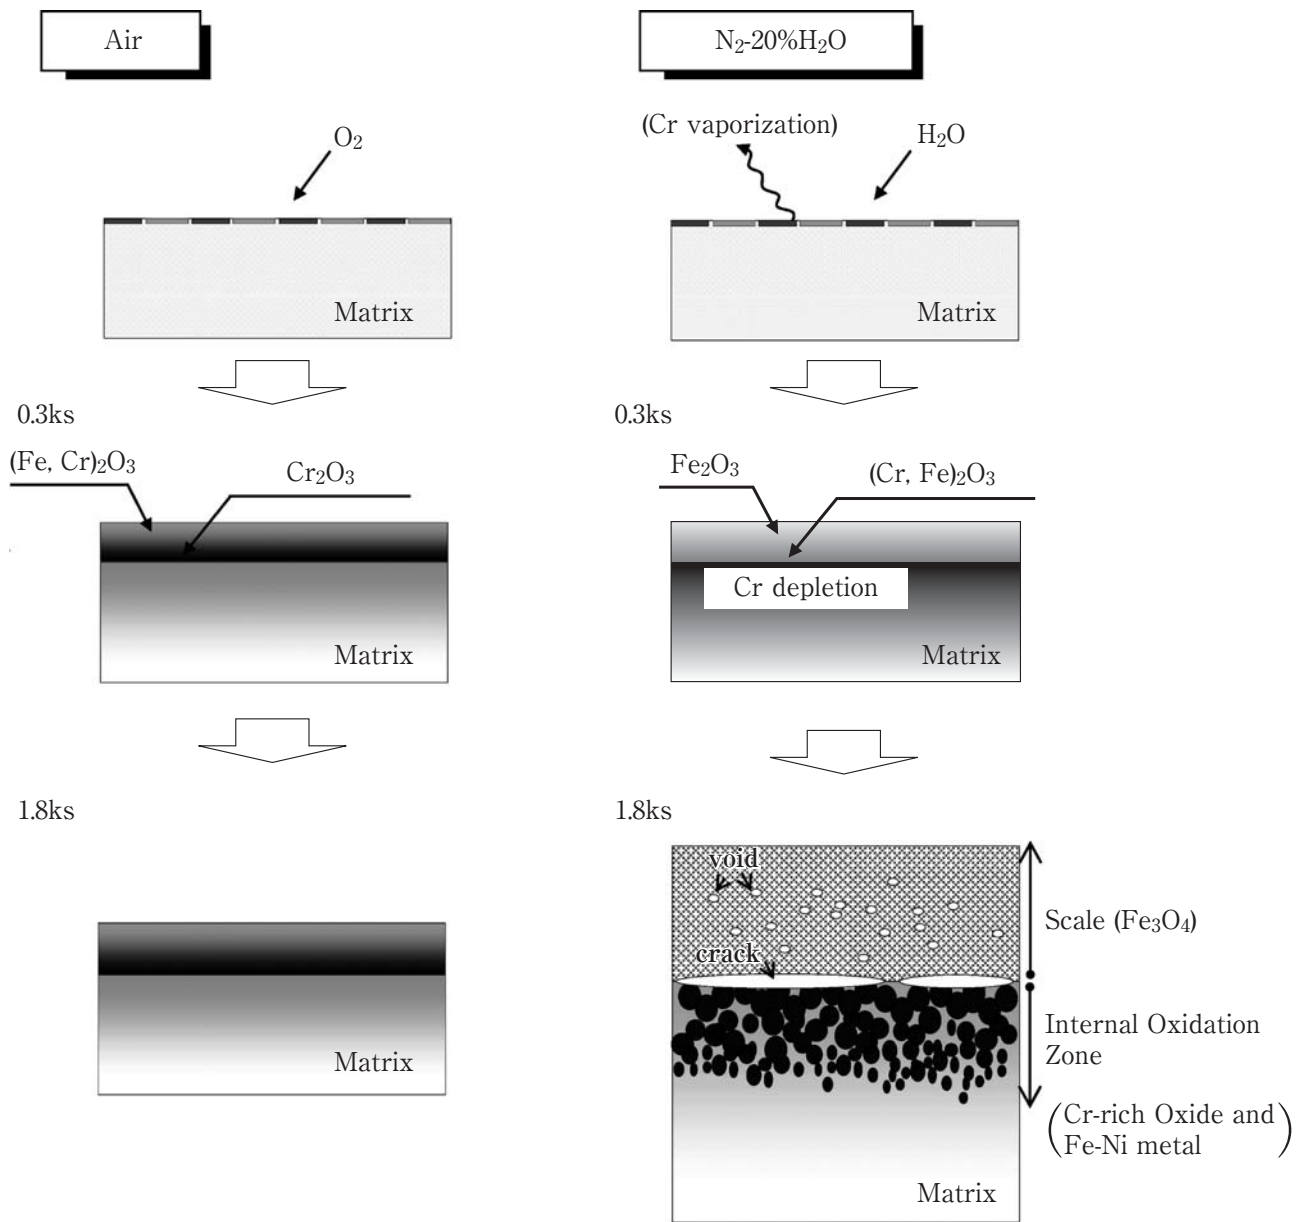 Air
O2
Matrix
0.3ks
(Fe, Cr)2O3
Cr2O3
Matrix
1.8ks
Matrix
N2-20%H2O
(Cr vaporization)
H2O
Matrix
0.3ks
Fe2O3
(Cr, Fe)2O3
Cr depletion
Matrix
1.8ks
void
crack
Scale (Fe3O4)
Internal Oxidation
Zone
(Cr-rich Oxide and
Fe-Ni metal)
Matrix